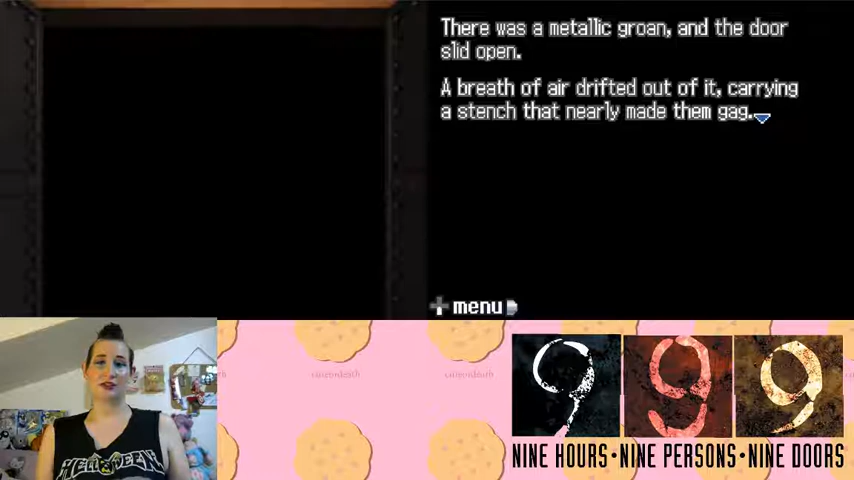 There was a metallic groan, and the door
slid open.
A breath of air drifted out of it, carrying
a stench that nearly made them gag.
menu
HELLOWEEN
999
NINE HOURS·NINE PERSONS·NINE DOORS